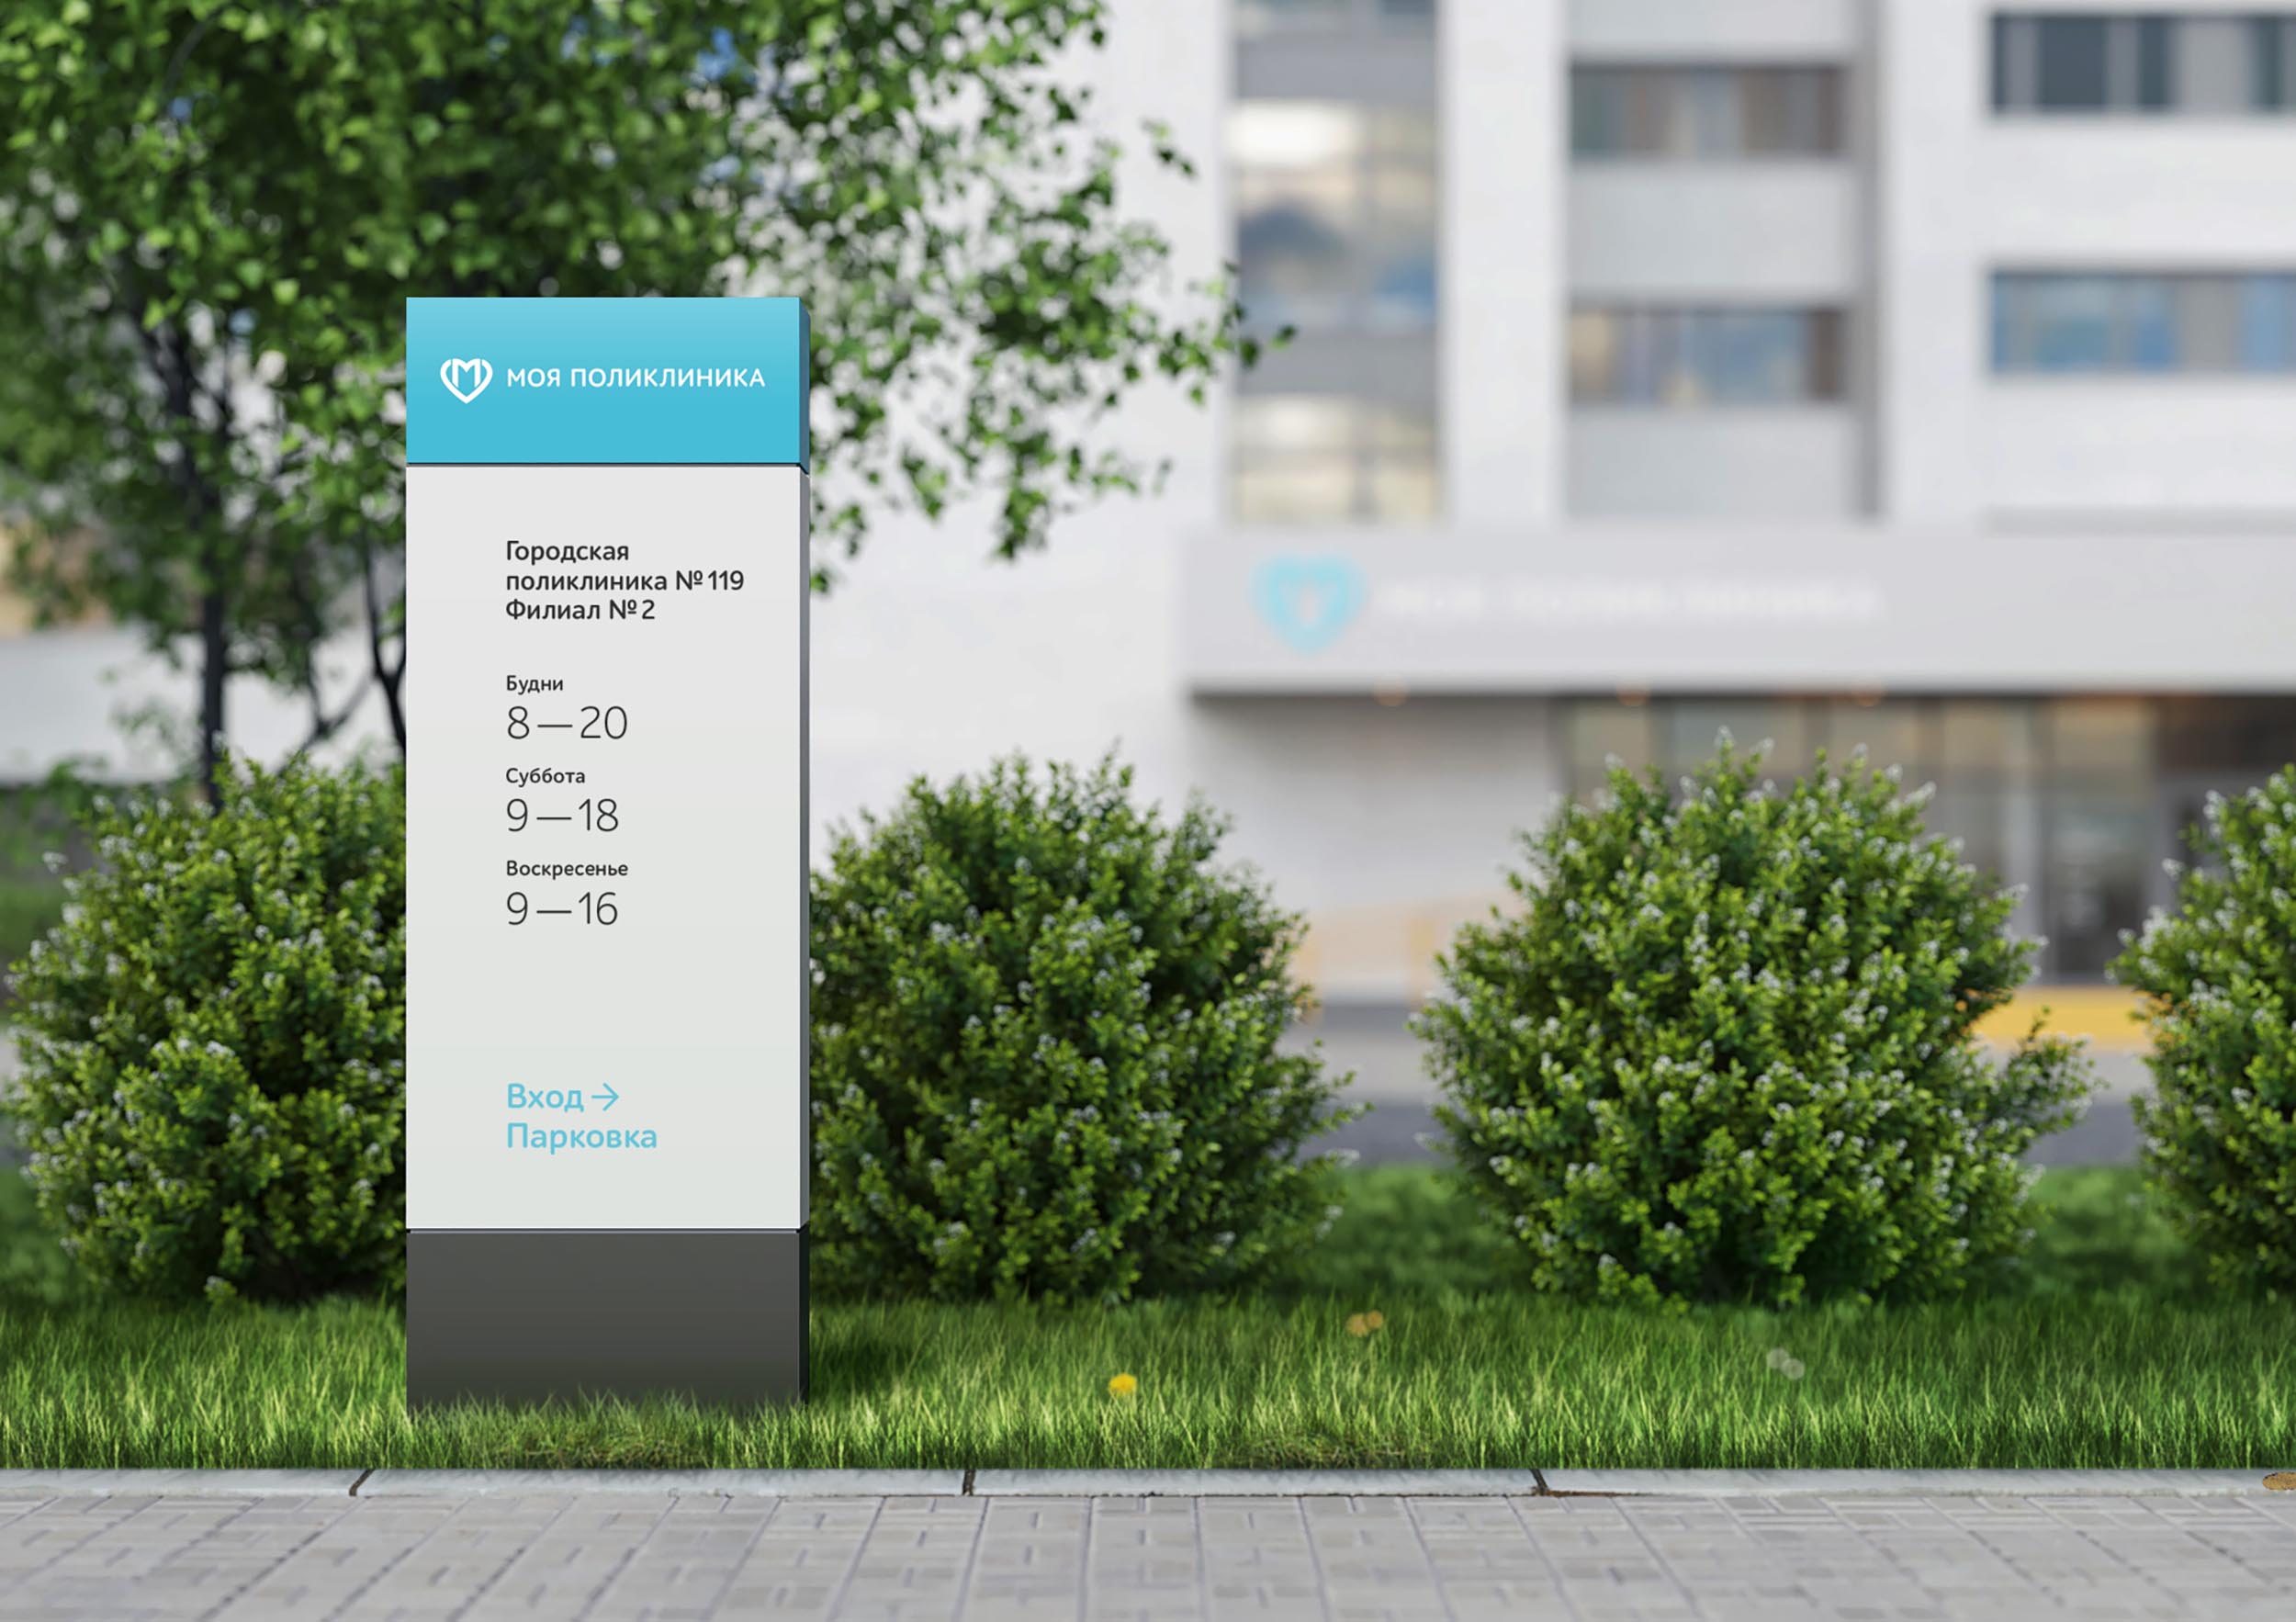 МОЯ ПОЛИКЛИНИКА
Городская
поликлиника № 119
Филиал № 2
Будни
8 — 20
Суббота
9 — 18
Воскресенье
9 — 16
Вход →
Парковка